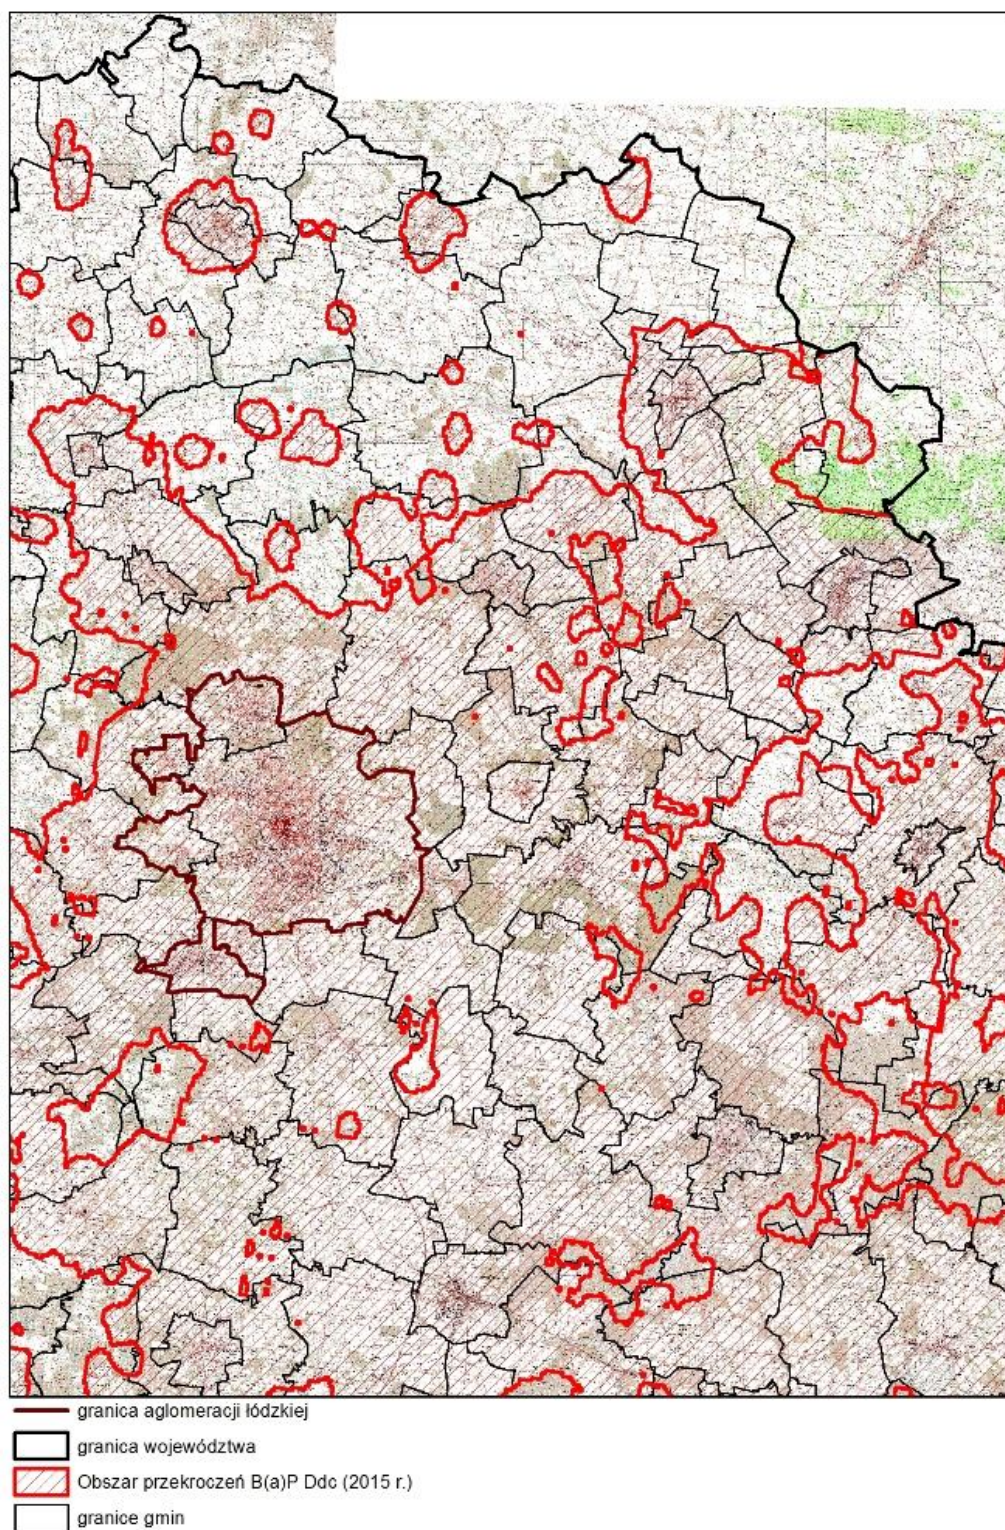 granica aglomeracji łódzkiej
granica województwa
Obszar przekroczeń B(a)P Ddc (2015 r.)
granice gmin